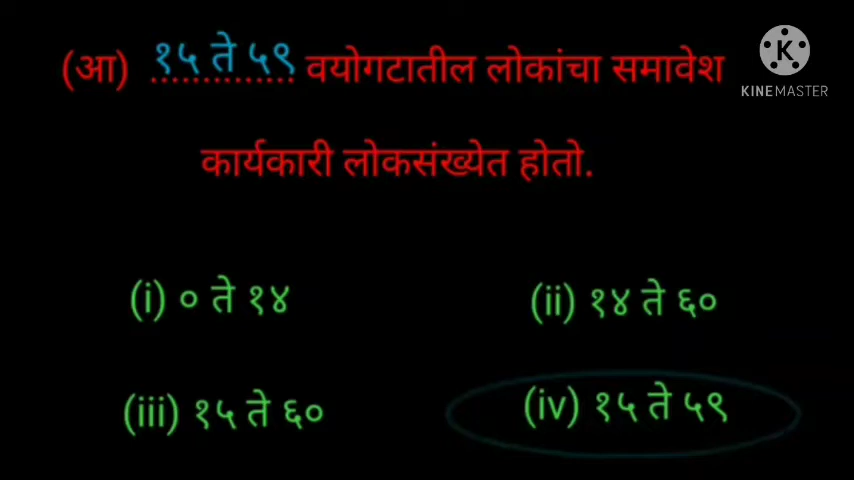 (आ) १५ ते ५९ वयोगटातील लोकांचा समावेश
KINEMASTER
कार्यकारी लोकसंख्येत होतो.
(i) ० ते १४
(ii) १४ ते ६०
(iii) १५ ते ६०
(iv) १५ ते ५९